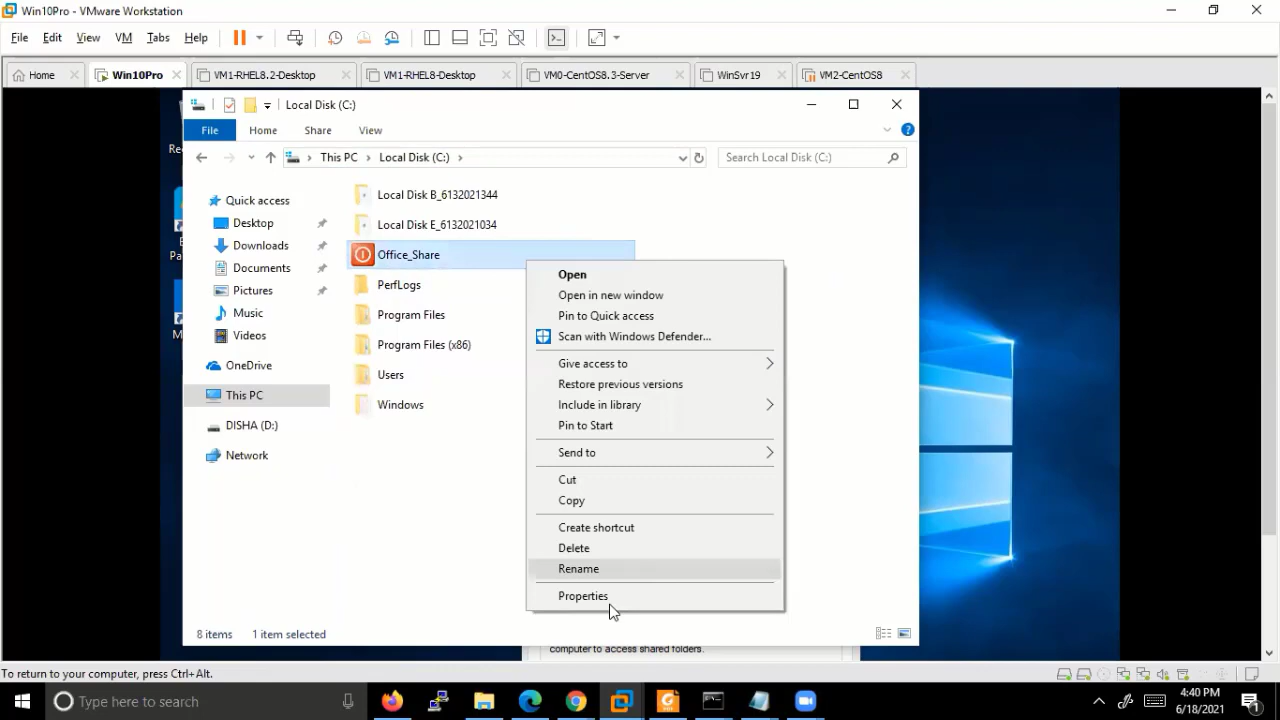 Win10Pro - VMware Workstation
File Edit View VM Tabs Help
Home Win10Pro VM1-RHEL8.2-Desktop VM1-RHEL8-Desktop VM0-CentOS8.3-Server WinSvr19 VM2-CentOS8
Local Disk (C:)
File Home Share View
This PC Local Disk (C:) Search Local Disk (C:)
Quick access
Desktop
Downloads
Documents
Pictures
Music
Videos
OneDrive
This PC
DISHA (D:)
Network
Local Disk B_6132021344
Local Disk E_6132021034
Office_Share
PerfLogs
Program Files
Program Files (x86)
Users
Windows
Open
Open in new window
Pin to Quick access
Scan with Windows Defender...
Give access to
Restore previous versions
Include in library
Pin to Start
Send to
Cut
Copy
Create shortcut
Delete
Rename
Properties
8 items 1 item selected
computer to access shared folders.
To return to your computer, press Ctrl+Alt.
Type here to search
4:40 PM
6/18/2021
1